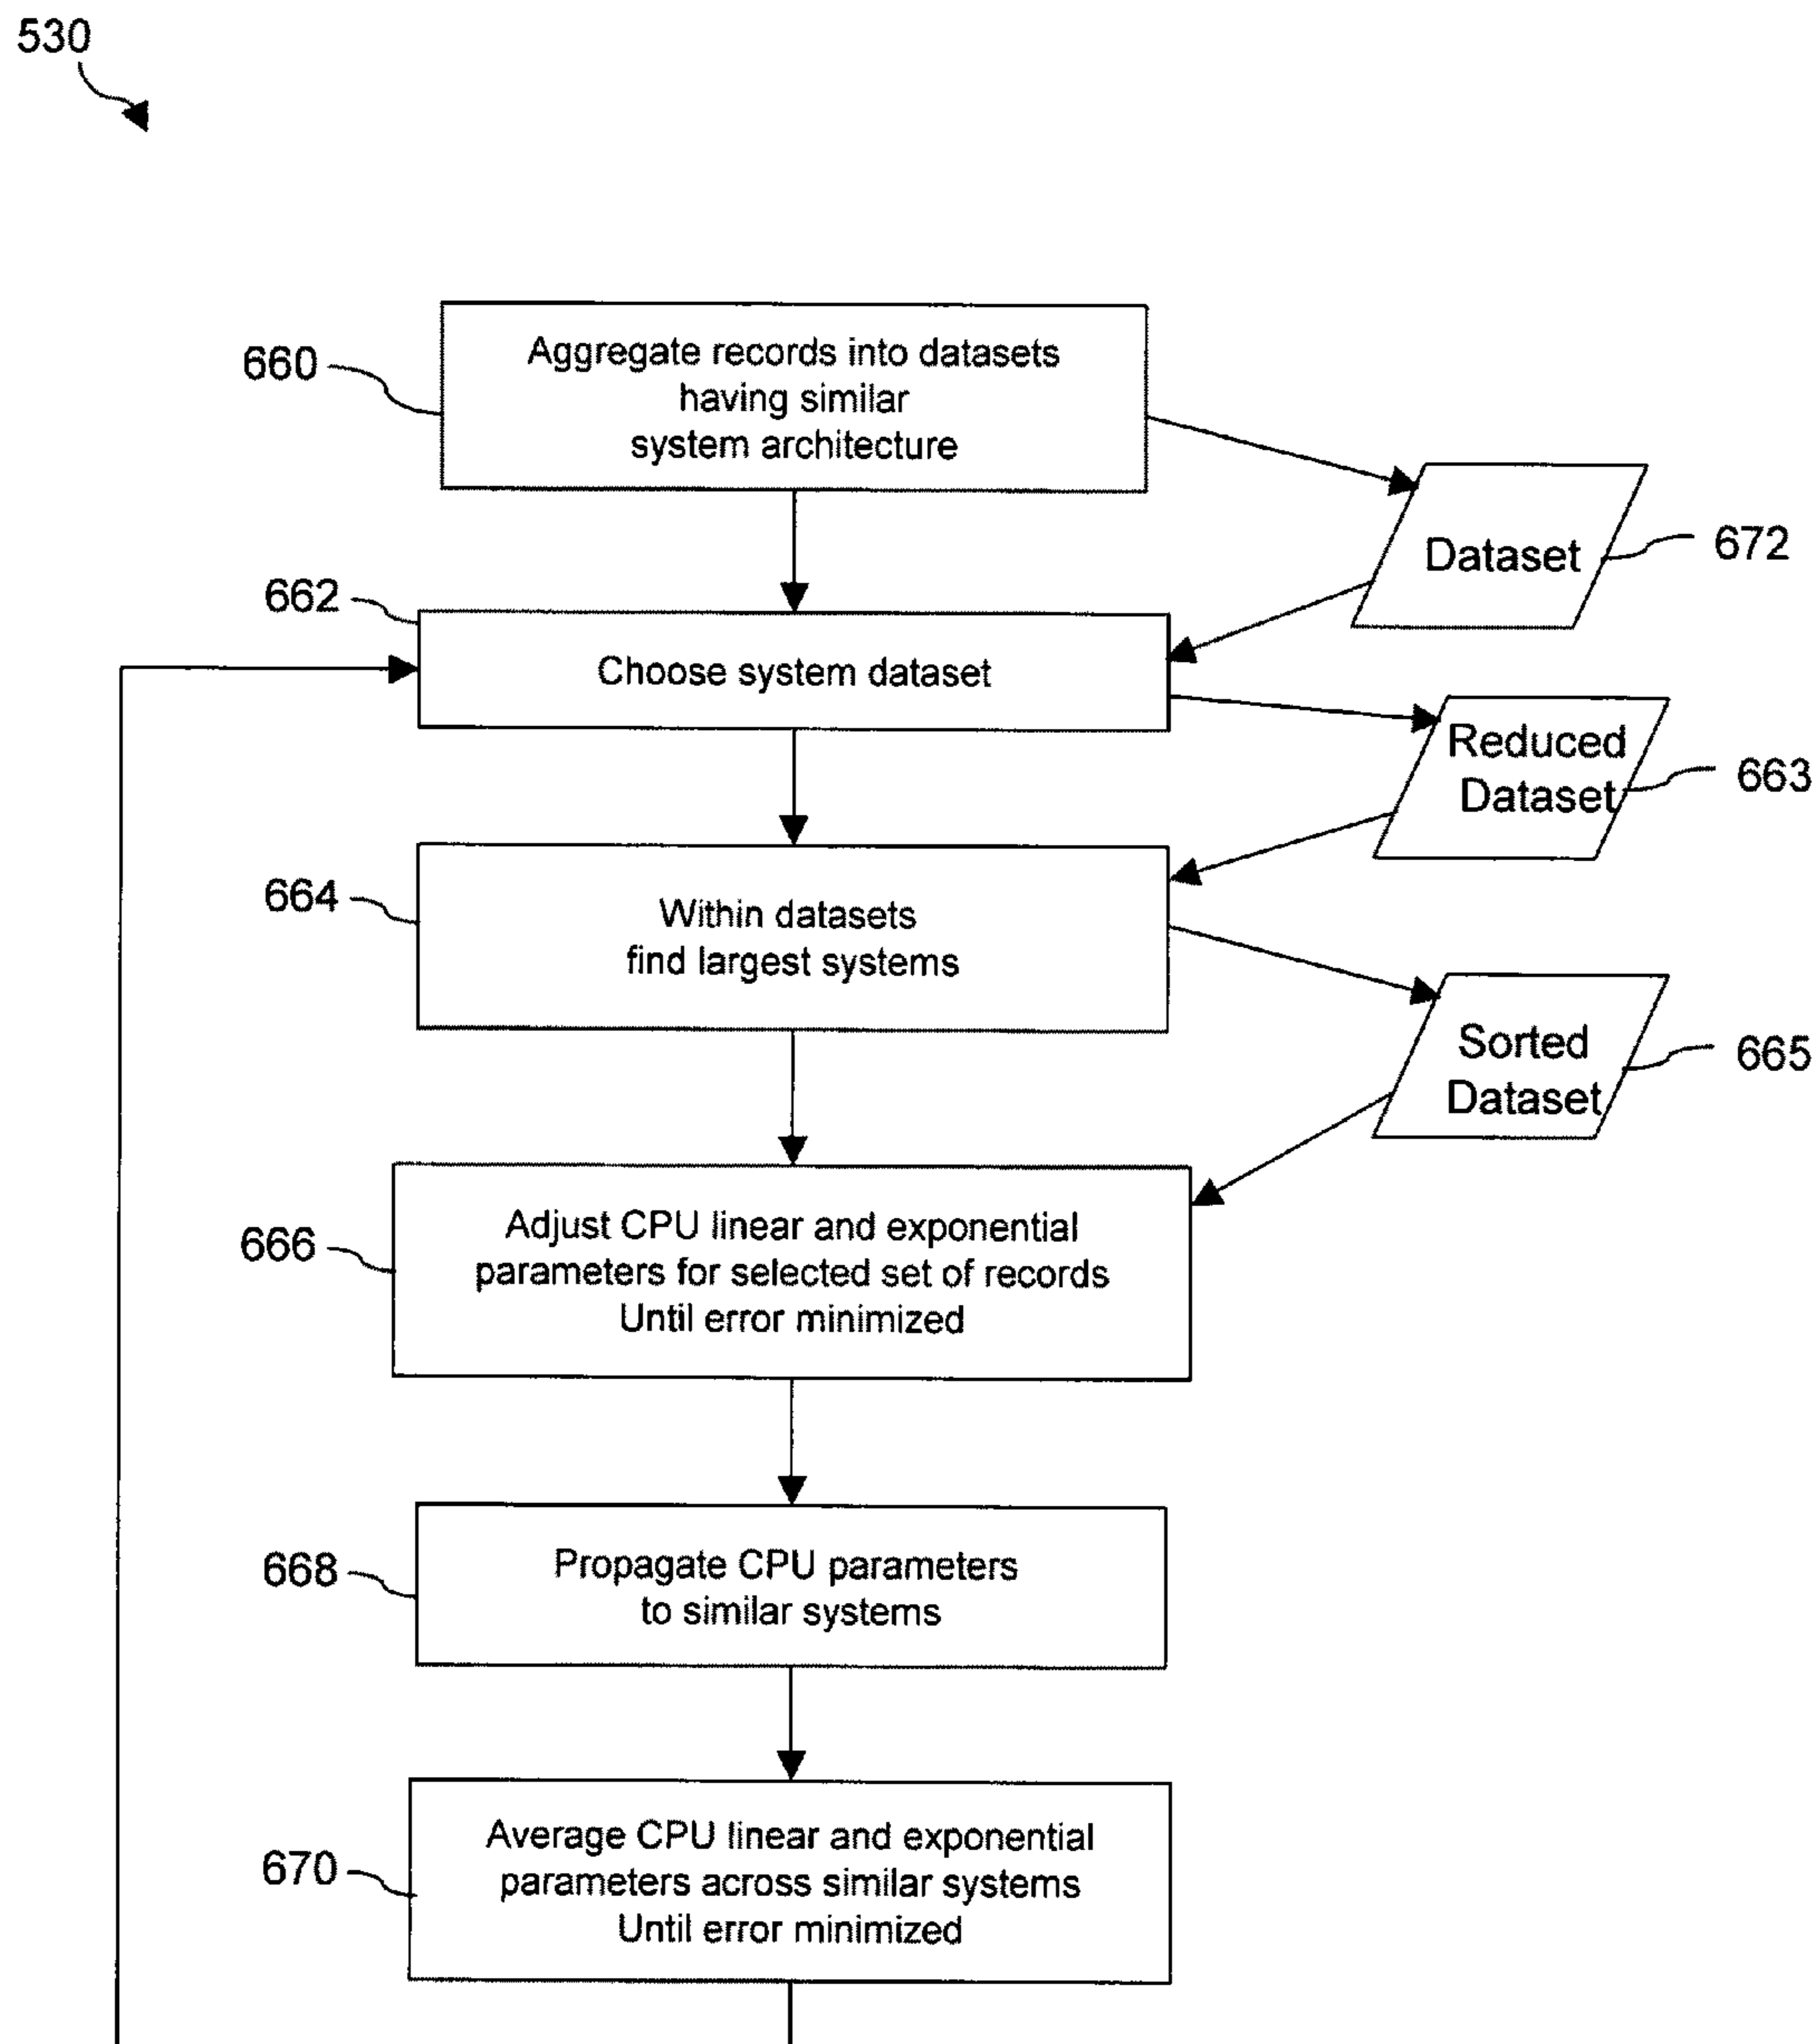 530
660
Aggregate records into datasets
having similar
system architecture
Dataset
672
662
Choose system dataset
Reduced
Dataset
663
664
Within datasets
find largest systems
Sorted
Dataset
665
666
Adjust CPU linear and exponential
parameters for selected set of records
Until error minimized
668
Propagate CPU parameters
to similar systems
670
Average CPU linear and exponential
parameters across similar systems
Until error minimized